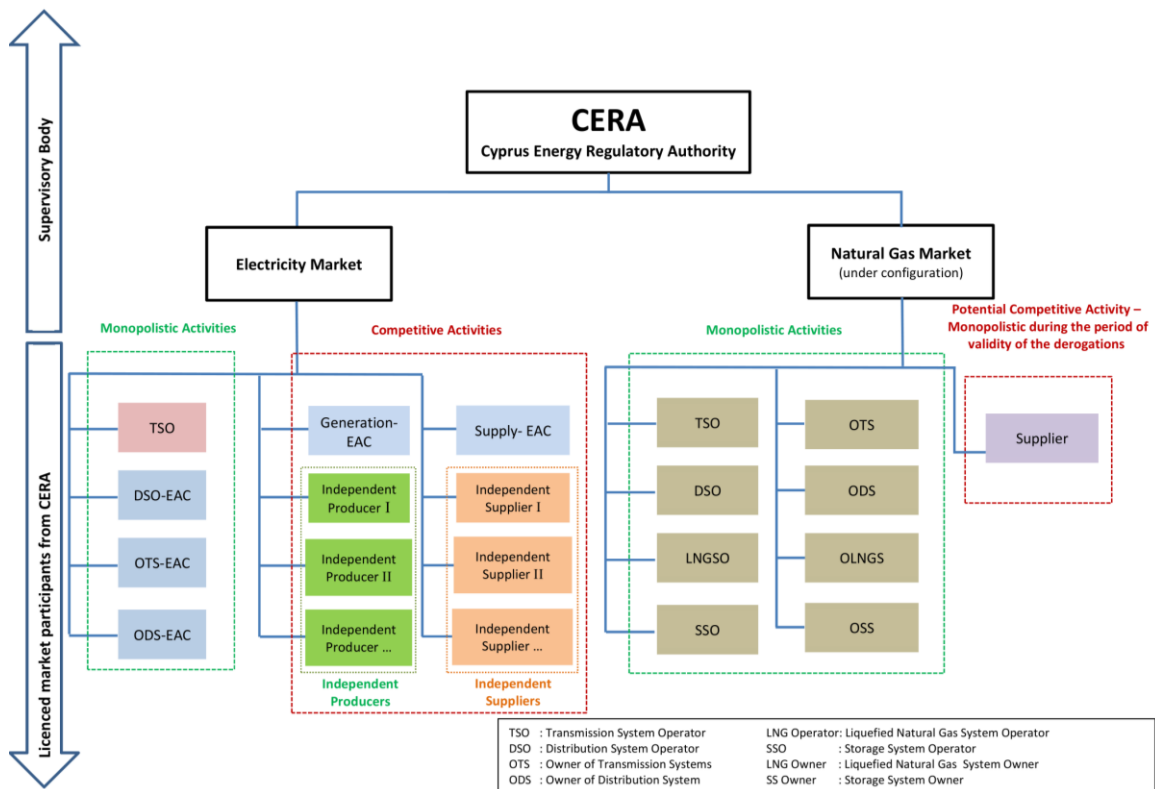 Supervisory Body
Licenced market participants from CERA
CERA
Cyprus Energy Regulatory Authority
Electricity Market
Natural Gas Market
(under configuration)
Monopolistic Activities
Competitive Activities
Monopolistic Activities
Potential Competitive Activity –
Monopolistic during the period of
validity of the derogations
TSO
DSO-EAC
OTS-EAC
ODS-EAC
Generation-
EAC
Independent
Producer I
Independent
Producer II
Independent
Producer ...
Independent
Producers
Supply- EAC
Independent
Supplier I
Independent
Supplier II
Independent
Supplier ...
Independent
Suppliers
TSO
DSO
LNGSO
SSO
OTS
ODS
OLNGS
OSS
Supplier
TSO : Transmission System Operator
DSO : Distribution System Operator
OTS : Owner of Transmission Systems
ODS : Owner of Distribution System
LNG Operator: Liquefied Natural Gas System Operator
SSO : Storage System Operator
LNG Owner : Liquefied Natural Gas System Owner
SS Owner : Storage System Owner